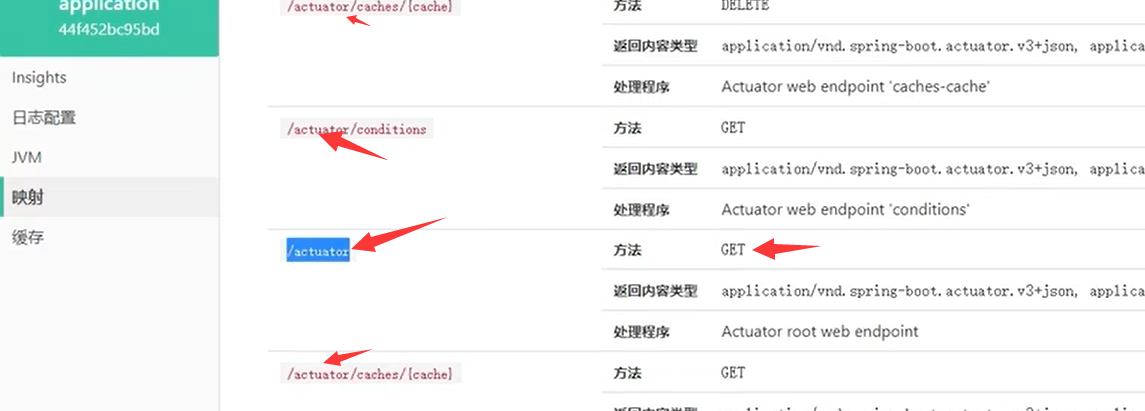 application
44f452bc95bd
Insights
日志配置
JVM
映射
缓存
/actuator/caches/{cache}
方法 DELETE
返回内容类型 application/vnd.spring-boot.actuator.v3+json, applica
处理程序 Actuator web endpoint 'caches-cache'
/actuator/conditions
方法 GET
返回内容类型 application/vnd.spring-boot.actuator.v3+json, applica
处理程序 Actuator web endpoint 'conditions'
/actuator
方法 GET
返回内容类型 application/vnd.spring-boot.actuator.v3+json, applica
处理程序 Actuator root web endpoint
/actuator/caches/{cache}
方法 GET